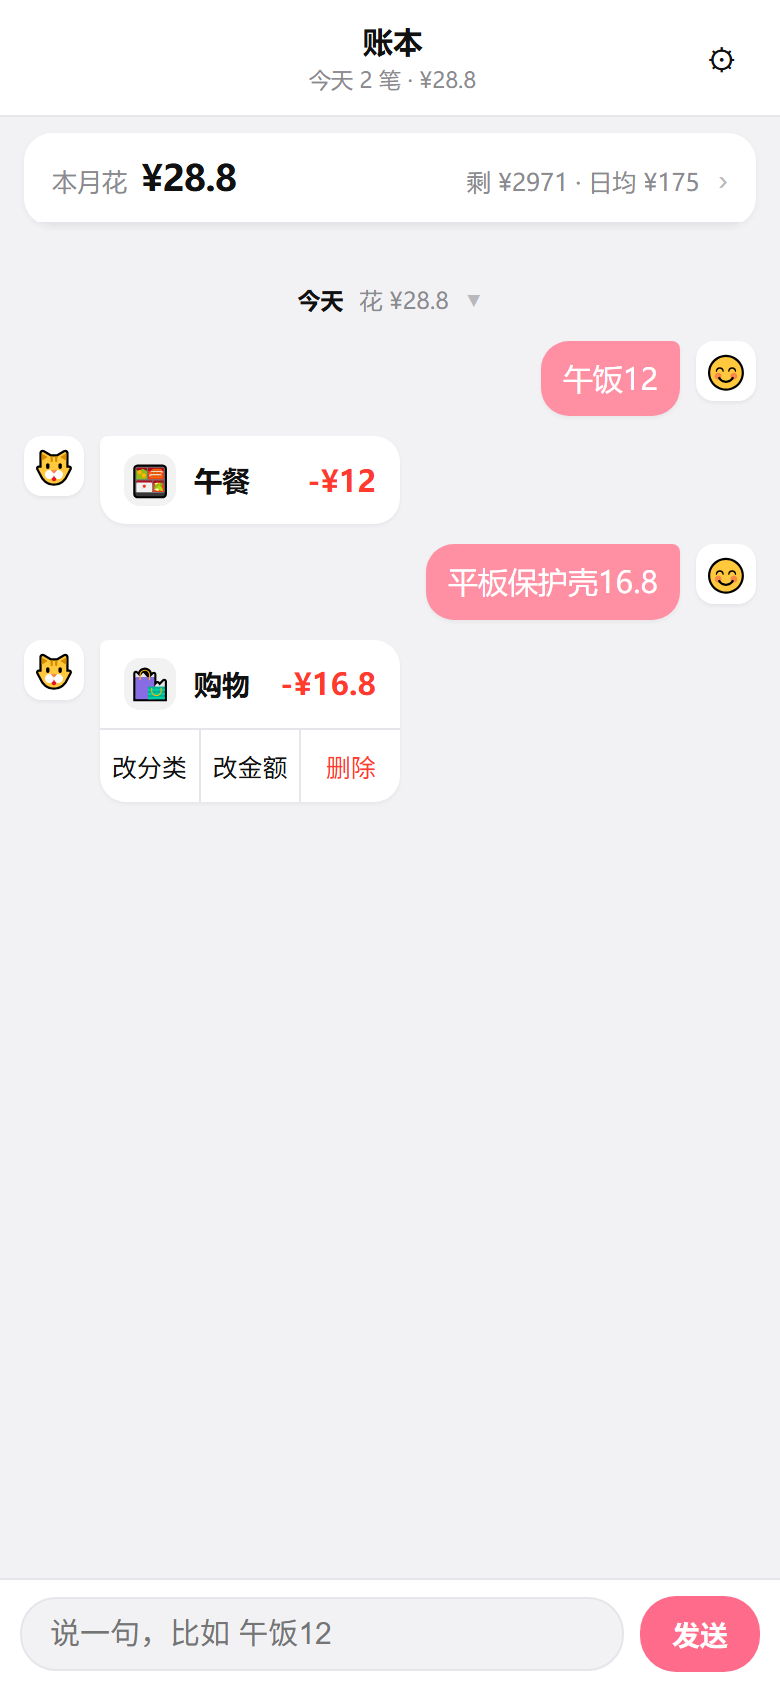 账本
今天 2 笔 · ¥28.8
本月花 ¥28.8 剩 ¥2971 · 日均 ¥175 ›
今天 花 ¥28.8 ▼
午饭12
午餐 -¥12
平板保护壳16.8
购物 -¥16.8
改分类 改金额 删除
说一句，比如 午饭12 发送